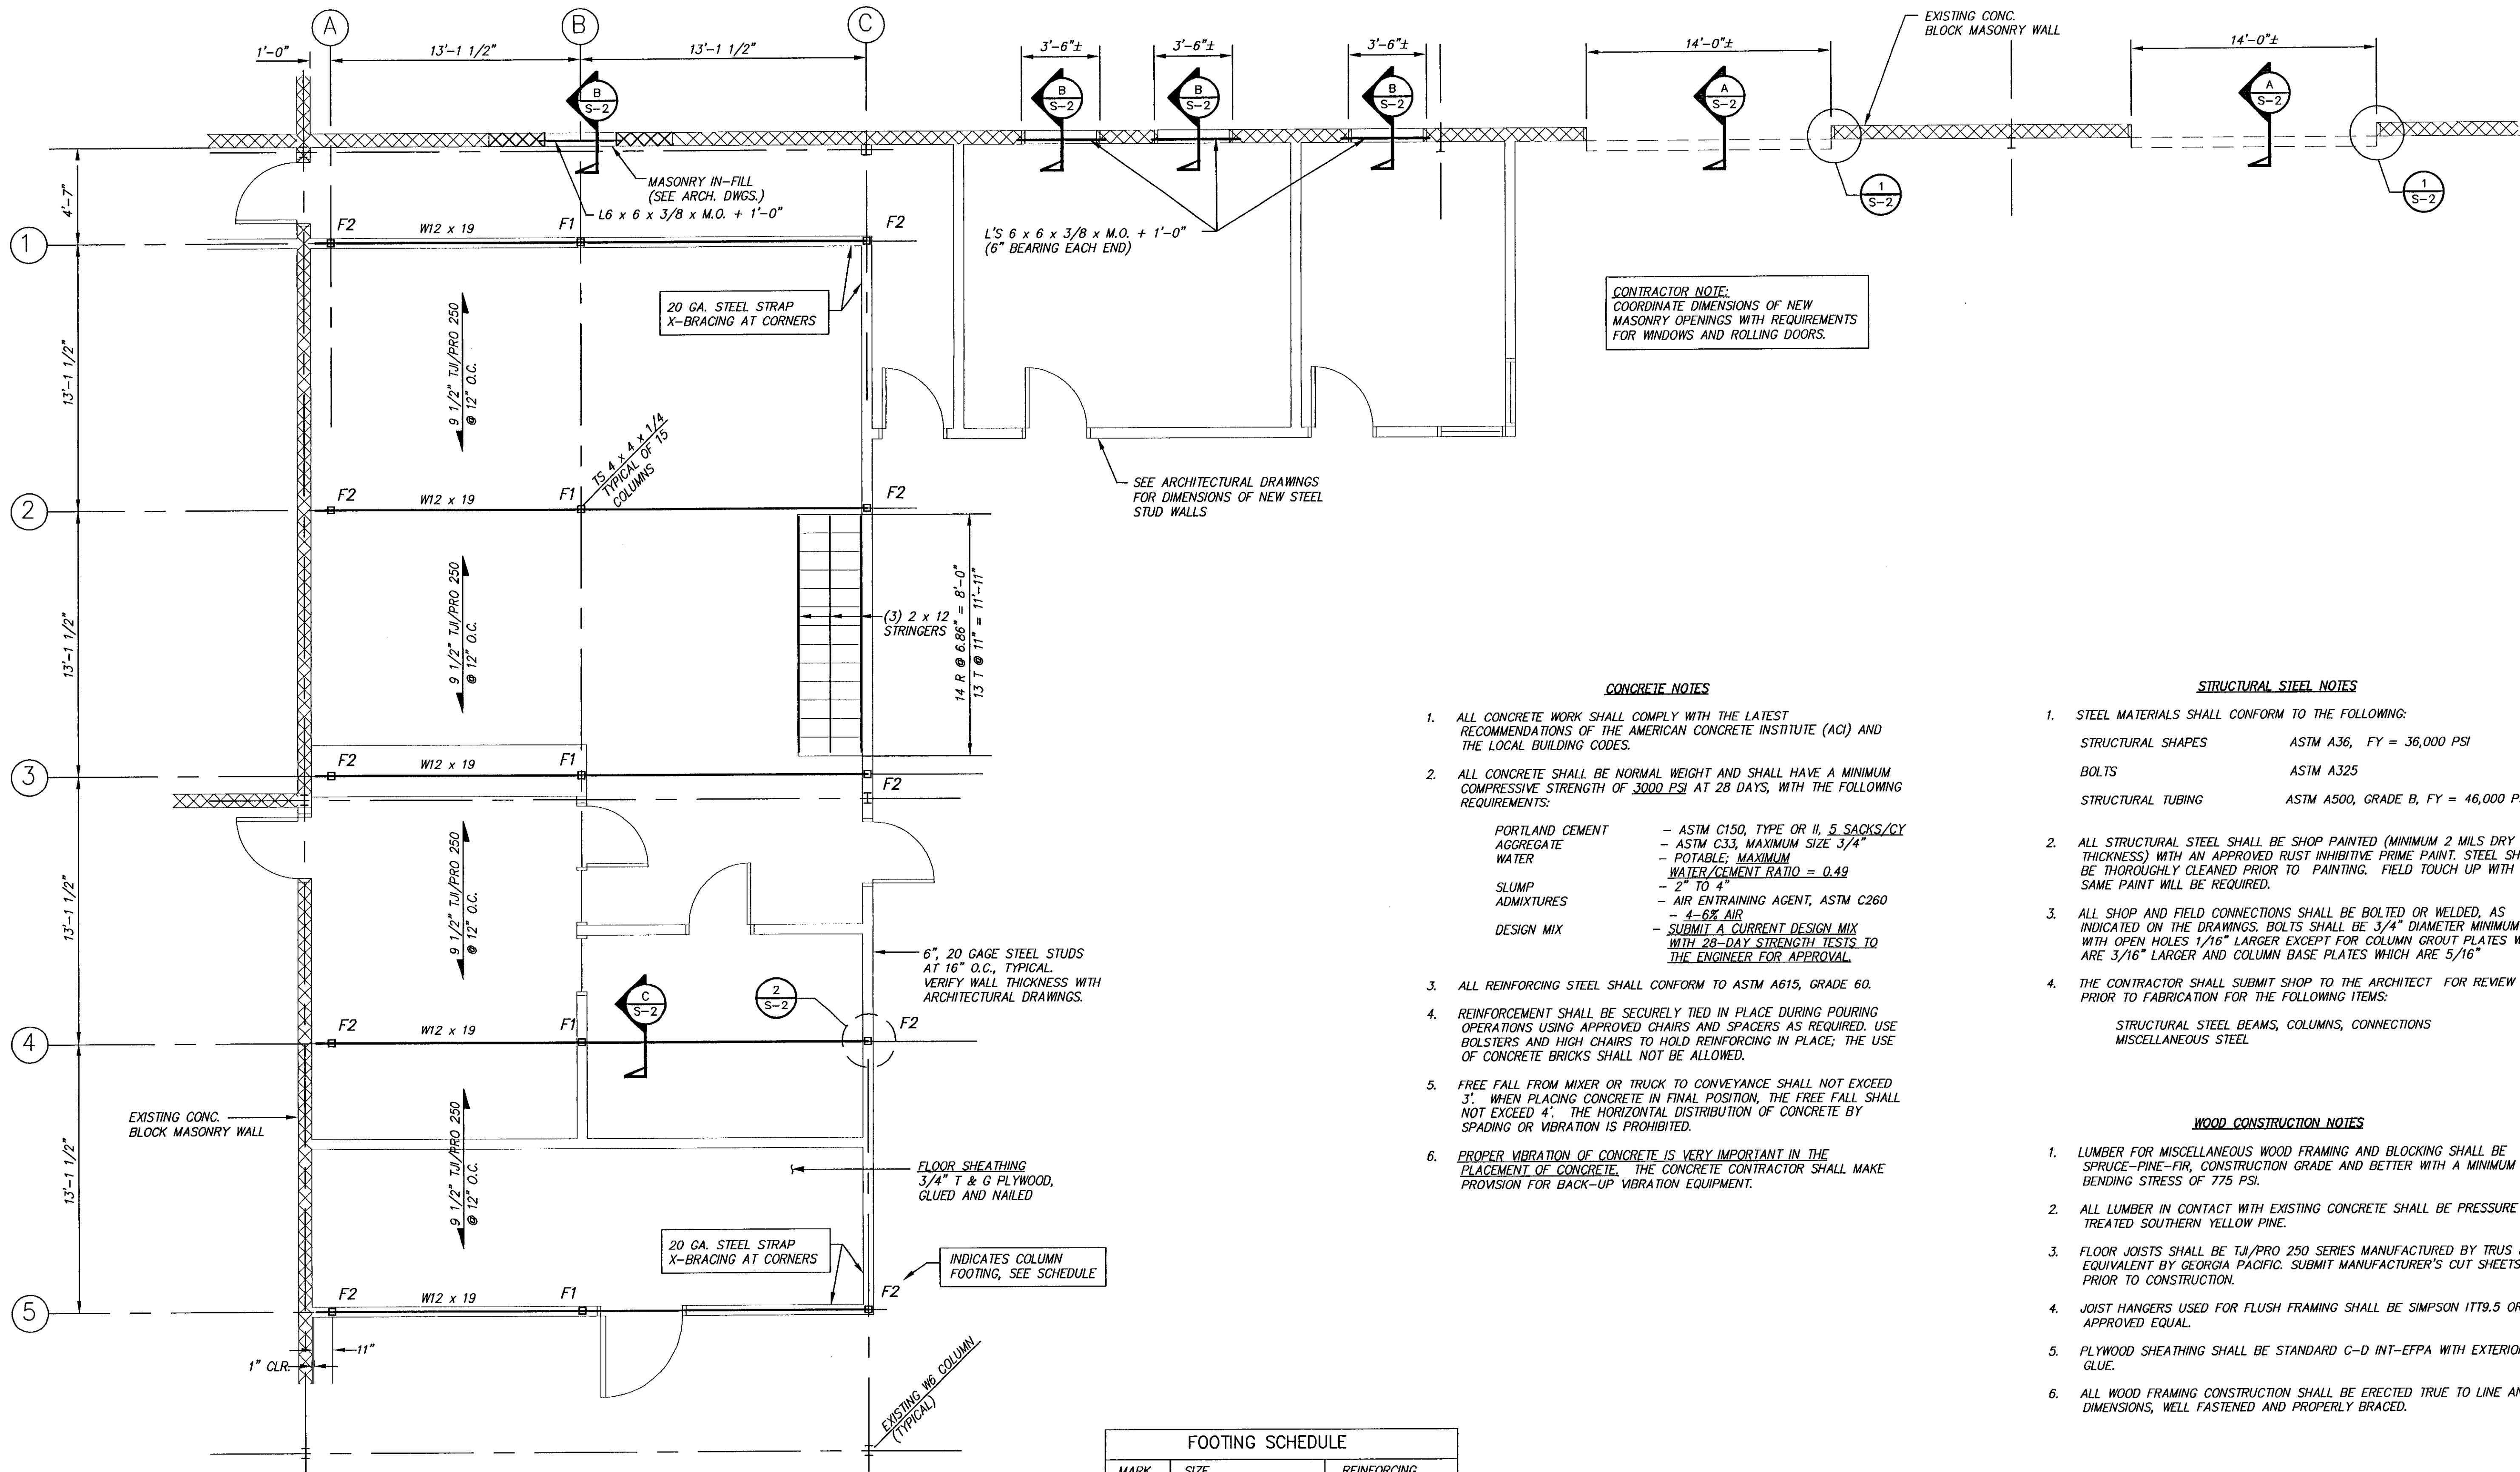 A
B
C
1'-0"
13'-1 1/2"
13'-1 1/2"
3'-6"±
3'-6"±
3'-6"±
14'-0"±
14'-0"±
EXISTING CONC.
BLOCK MASONRY WALL
B
S-2
B
S-2
B
S-2
B
S-2
A
S-2
A
S-2
1
S-2
1
S-2
4'-7"
MASONRY IN-FILL
(SEE ARCH. DWGS.)
L6 x 6 x 3/8 x M.O. + 1'-0"
L'S 6 x 6 x 3/8 x M.O. + 1'-0"
(6" BEARING EACH END)
1
F2
W12 x 19
F1
F2
20 GA. STEEL STRAP
X-BRACING AT CORNERS
CONTRACTOR NOTE:
COORDINATE DIMENSIONS OF NEW
MASONRY OPENINGS WITH REQUIREMENTS
FOR WINDOWS AND ROLLING DOORS.
13'-1 1/2"
9 1/2" TJI/PRO 250
@ 12" O.C.
TS 4 x 4 x 1/4
TYPICAL OF 15
COLUMNS
SEE ARCHITECTURAL DRAWINGS
FOR DIMENSIONS OF NEW STEEL
STUD WALLS
2
F2
W12 x 19
F1
F2
13'-1 1/2"
9 1/2" TJI/PRO 250
@ 12" O.C.
(3) 2 x 12
STRINGERS
14 R @ 6.86" = 8'-0"
13 T @ 11" = 11'-11"
3
F2
W12 x 19
F1
F2
13'-1 1/2"
9 1/2" TJI/PRO 250
@ 12" O.C.
6", 20 GAGE STEEL STUDS
AT 16" O.C., TYPICAL.
VERIFY WALL THICKNESS WITH
ARCHITECTURAL DRAWINGS.
C
S-2
2
S-2
4
F2
W12 x 19
F1
F2
EXISTING CONC.
BLOCK MASONRY WALL
13'-1 1/2"
9 1/2" TJI/PRO 250
@ 12" O.C.
FLOOR SHEATHING
3/4" T & G PLYWOOD,
GLUED AND NAILED
20 GA. STEEL STRAP
X-BRACING AT CORNERS
INDICATES COLUMN
FOOTING, SEE SCHEDULE
5
F2
W12 x 19
F1
F2
11"
1" CLR.
EXISTING W6 COLUMN
(TYPICAL)
FOOTING SCHEDULE
MARK
SIZE
REINFORCING
CONCRETE NOTES
1. ALL CONCRETE WORK SHALL COMPLY WITH THE LATEST
RECOMMENDATIONS OF THE AMERICAN CONCRETE INSTITUTE (ACI) AND
THE LOCAL BUILDING CODES.
2. ALL CONCRETE SHALL BE NORMAL WEIGHT AND SHALL HAVE A MINIMUM
COMPRESSIVE STRENGTH OF 3000 PSI AT 28 DAYS, WITH THE FOLLOWING
REQUIREMENTS:
PORTLAND CEMENT – ASTM C150, TYPE OR II, 5 SACKS/CY
AGGREGATE – ASTM C33, MAXIMUM SIZE 3/4"
WATER – POTABLE; MAXIMUM
WATER/CEMENT RATIO = 0.49
SLUMP – 2" TO 4"
ADMIXTURES – AIR ENTRAINING AGENT, ASTM C260
– 4-6% AIR
DESIGN MIX – SUBMIT A CURRENT DESIGN MIX
WITH 28-DAY STRENGTH TESTS TO
THE ENGINEER FOR APPROVAL.
3. ALL REINFORCING STEEL SHALL CONFORM TO ASTM A615, GRADE 60.
4. REINFORCEMENT SHALL BE SECURELY TIED IN PLACE DURING POURING
OPERATIONS USING APPROVED CHAIRS AND SPACERS AS REQUIRED. USE
BOLSTERS AND HIGH CHAIRS TO HOLD REINFORCING IN PLACE; THE USE
OF CONCRETE BRICKS SHALL NOT BE ALLOWED.
5. FREE FALL FROM MIXER OR TRUCK TO CONVEYANCE SHALL NOT EXCEED
3'. WHEN PLACING CONCRETE IN FINAL POSITION, THE FREE FALL SHALL
NOT EXCEED 4'. THE HORIZONTAL DISTRIBUTION OF CONCRETE BY
SPADING OR VIBRATION IS PROHIBITED.
6. PROPER VIBRATION OF CONCRETE IS VERY IMPORTANT IN THE
PLACEMENT OF CONCRETE. THE CONCRETE CONTRACTOR SHALL MAKE
PROVISION FOR BACK-UP VIBRATION EQUIPMENT.
STRUCTURAL STEEL NOTES
1. STEEL MATERIALS SHALL CONFORM TO THE FOLLOWING:
STRUCTURAL SHAPES ASTM A36, FY = 36,000 PSI
BOLTS ASTM A325
STRUCTURAL TUBING ASTM A500, GRADE B, FY = 46,000
2. ALL STRUCTURAL STEEL SHALL BE SHOP PAINTED (MINIMUM 2 MILS DRY
THICKNESS) WITH AN APPROVED RUST INHIBITIVE PRIME PAINT. STEEL
BE THOROUGHLY CLEANED PRIOR TO PAINTING. FIELD TOUCH UP WITH
SAME PAINT WILL BE REQUIRED.
3. ALL SHOP AND FIELD CONNECTIONS SHALL BE BOLTED OR WELDED, AS
INDICATED ON THE DRAWINGS. BOLTS SHALL BE 3/4" DIAMETER MINIMUM
WITH OPEN HOLES 1/16" LARGER EXCEPT FOR COLUMN GROUT PLATES
ARE 3/16" LARGER AND COLUMN BASE PLATES WHICH ARE 5/16"
4. THE CONTRACTOR SHALL SUBMIT SHOP TO THE ARCHITECT FOR REVIEW
PRIOR TO FABRICATION FOR THE FOLLOWING ITEMS:
STRUCTURAL STEEL BEAMS, COLUMNS, CONNECTIONS
MISCELLANEOUS STEEL
WOOD CONSTRUCTION NOTES
1. LUMBER FOR MISCELLANEOUS WOOD FRAMING AND BLOCKING SHALL BE
SPRUCE-PINE-FIR, CONSTRUCTION GRADE AND BETTER WITH A MINIMUM
BENDING STRESS OF 775 PSI.
2. ALL LUMBER IN CONTACT WITH EXISTING CONCRETE SHALL BE PRESSURE
TREATED SOUTHERN YELLOW PINE.
3. FLOOR JOISTS SHALL BE TJI/PRO 250 SERIES MANUFACTURED BY TRUS
EQUIVALENT BY GEORGIA PACIFIC. SUBMIT MANUFACTURER'S CUT SHEETS
PRIOR TO CONSTRUCTION.
4. JOIST HANGERS USED FOR FLUSH FRAMING SHALL BE SIMPSON ITT9.5 OR
APPROVED EQUAL.
5. PLYWOOD SHEATHING SHALL BE STANDARD C-D INT-EFPA WITH
GLUE.
6. ALL WOOD FRAMING CONSTRUCTION SHALL BE ERECTED TRUE TO LINE
DIMENSIONS, WELL FASTENED AND PROPERLY BRACED.